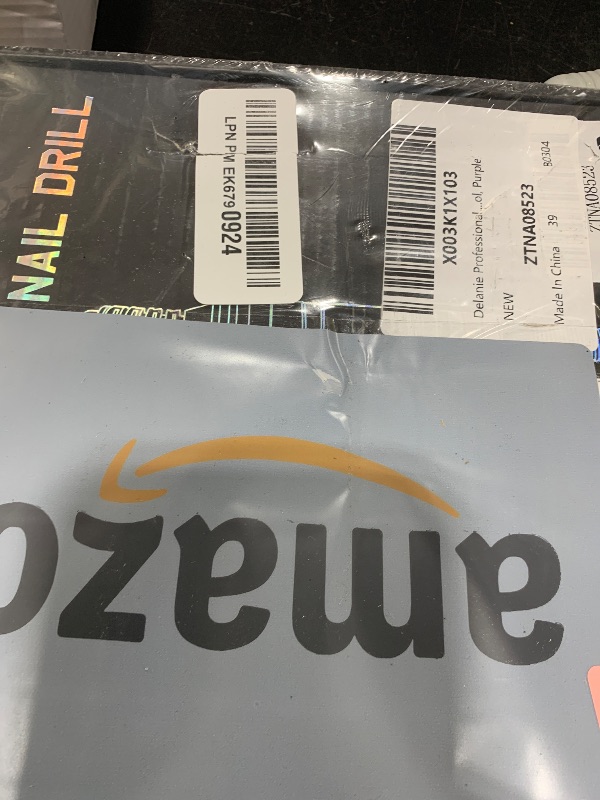 NAIL DRILL
LPN PM EK679 0924
X003K1X103
Delanie Professional ...ol, Purple
NEW
ZTNA08523
Made In China 39
B0304
ZTNA08523
amazo